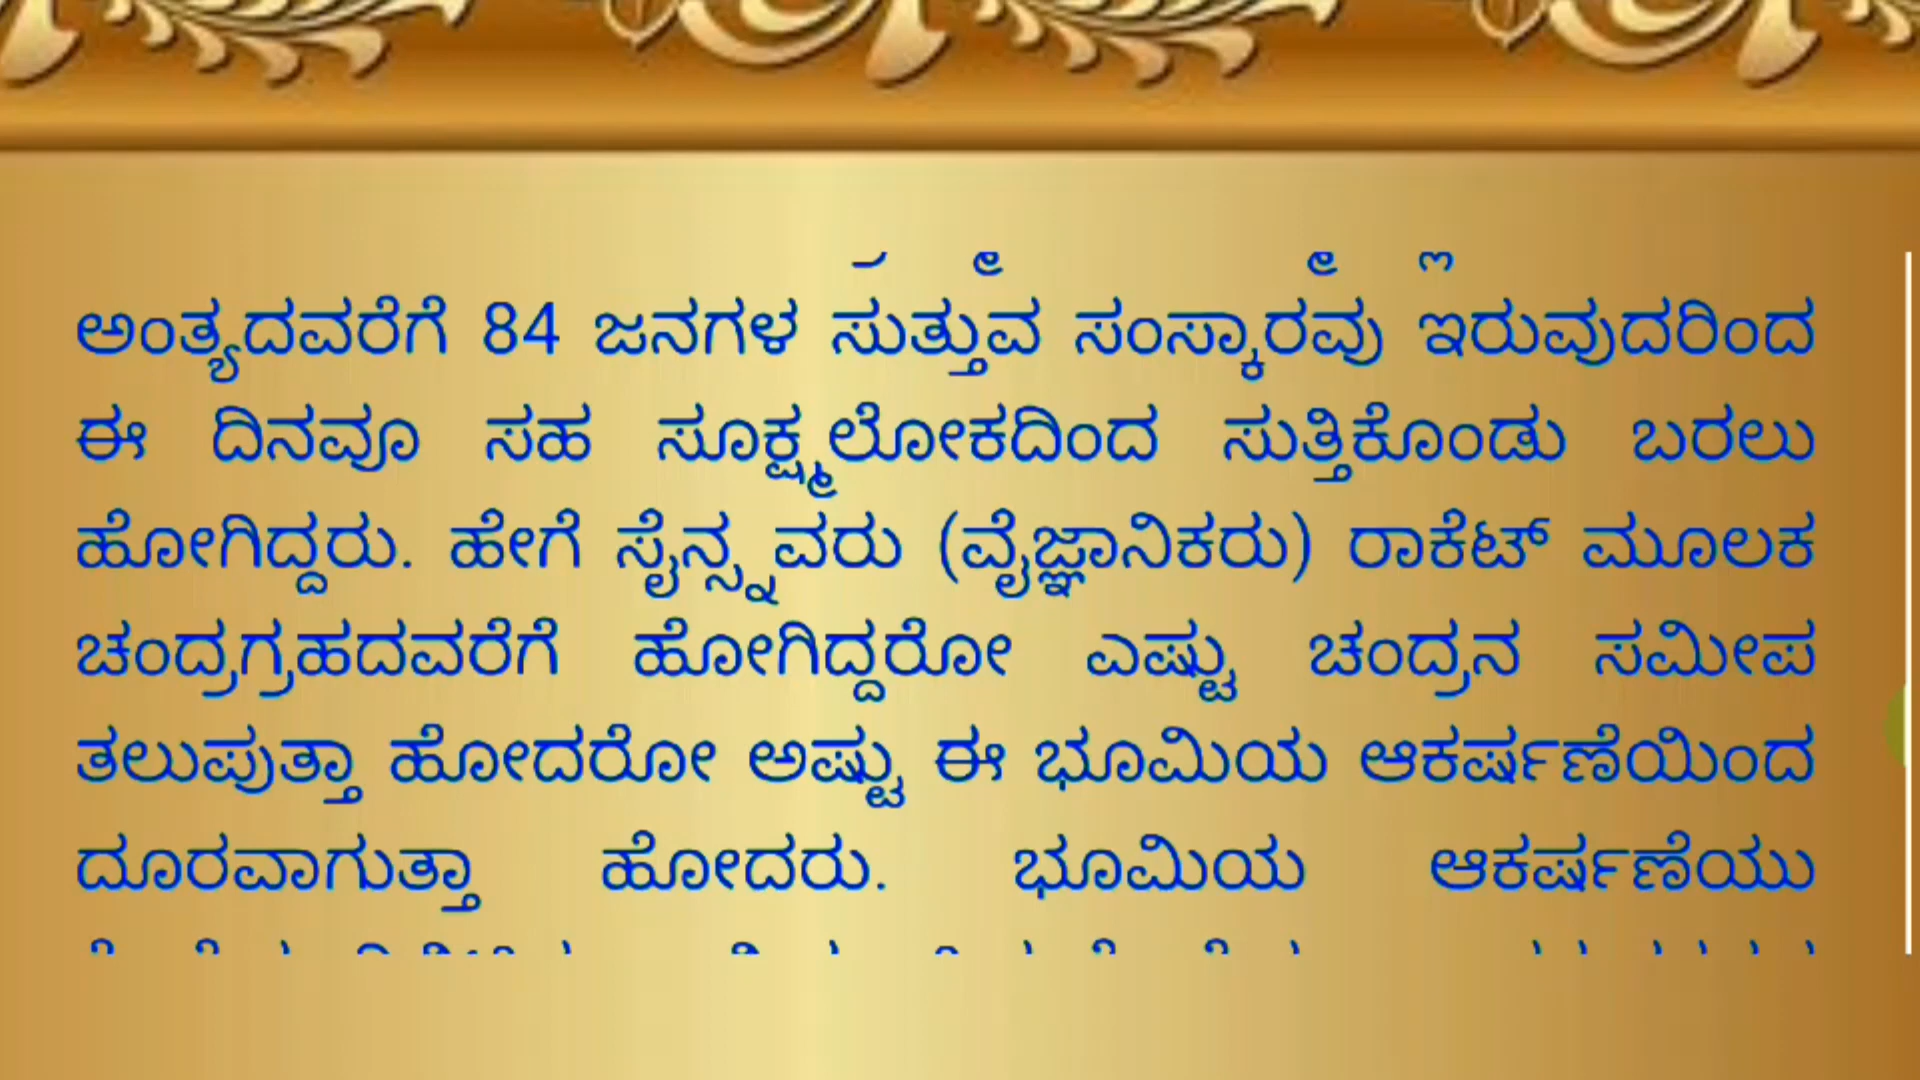 ಅಂತ್ಯದವರೆಗೆ 84 ಜನಗಳ ಸುತ್ತುವ ಸಂಸ್ಕಾರವು ಇರುವುದರಿಂದ
ಈ ದಿನವೂ ಸಹ ಸೂಕ್ಷ್ಮಲೋಕದಿಂದ ಸುತ್ತಿಕೊಂಡು ಬರಲು
ಹೋಗಿದ್ದರು. ಹೇಗೆ ಸೈನ್ಸ್ನವರು (ವೈಜ್ಞಾನಿಕರು) ರಾಕೆಟ್ ಮೂಲಕ
ಚಂದ್ರಗ್ರಹದವರೆಗೆ ಹೋಗಿದ್ದರೋ ಎಷ್ಟು ಚಂದ್ರನ ಸಮೀಪ
ತಲುಪುತ್ತಾ ಹೋದರೋ ಅಷ್ಟು ಈ ಭೂಮಿಯ ಆಕರ್ಷಣೆಯಿಂದ
ದೂರವಾಗುತ್ತಾ ಹೋದರು. ಭೂಮಿಯ ಆಕರ್ಷಣೆಯು